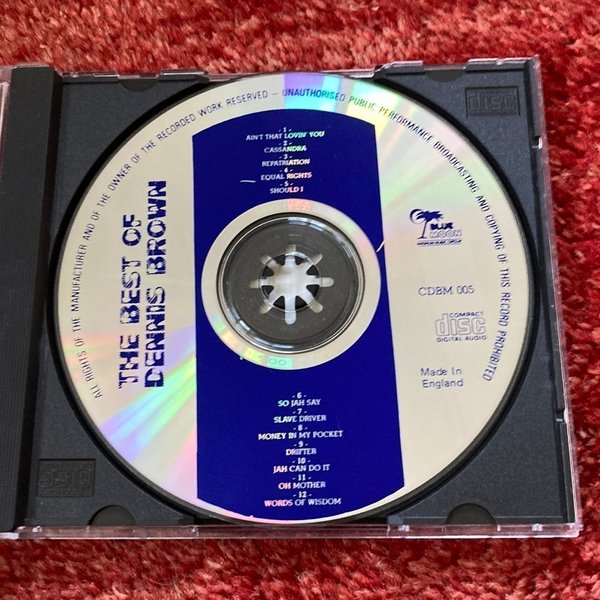 ALL RIGHTS OF THE MANUFACTURER AND OF THE OWNER OF THE RECORDED WORK RESERVED – UNAUTHORISED PUBLIC PERFORMANCE BROADCASTING AND COPYING OF THIS RECORD PROHIBITED
THE BEST OF
DENNIS BROWN
- 1 -
AIN'T THAT LOVIN' YOU
- 2 -
CASSANDRA
- 3 -
REPATRIATION
- 4 -
EQUAL RIGHTS
- 5 -
SHOULD I
BLUE
MOON
CDBM 005
COMPACT
disc
DIGITAL AUDIO
Made In
England
- 6 -
SO JAH SAY
- 7 -
SLAVE DRIVER
- 8 -
MONEY IN MY POCKET
- 9 -
DRIFTER
- 10 -
JAH CAN DO IT
- 11 -
OH MOTHER
- 12 -
WORDS OF WISDOM
disc
disc